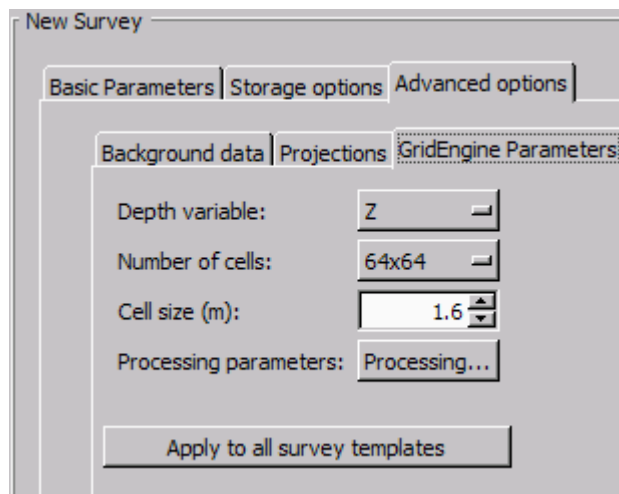 New Survey
Basic Parameters Storage options Advanced options
Background data Projections GridEngine Parameters
Depth variable: Z
Number of cells: 64x64
Cell size (m): 1.6
Processing parameters: Processing...
Apply to all survey templates